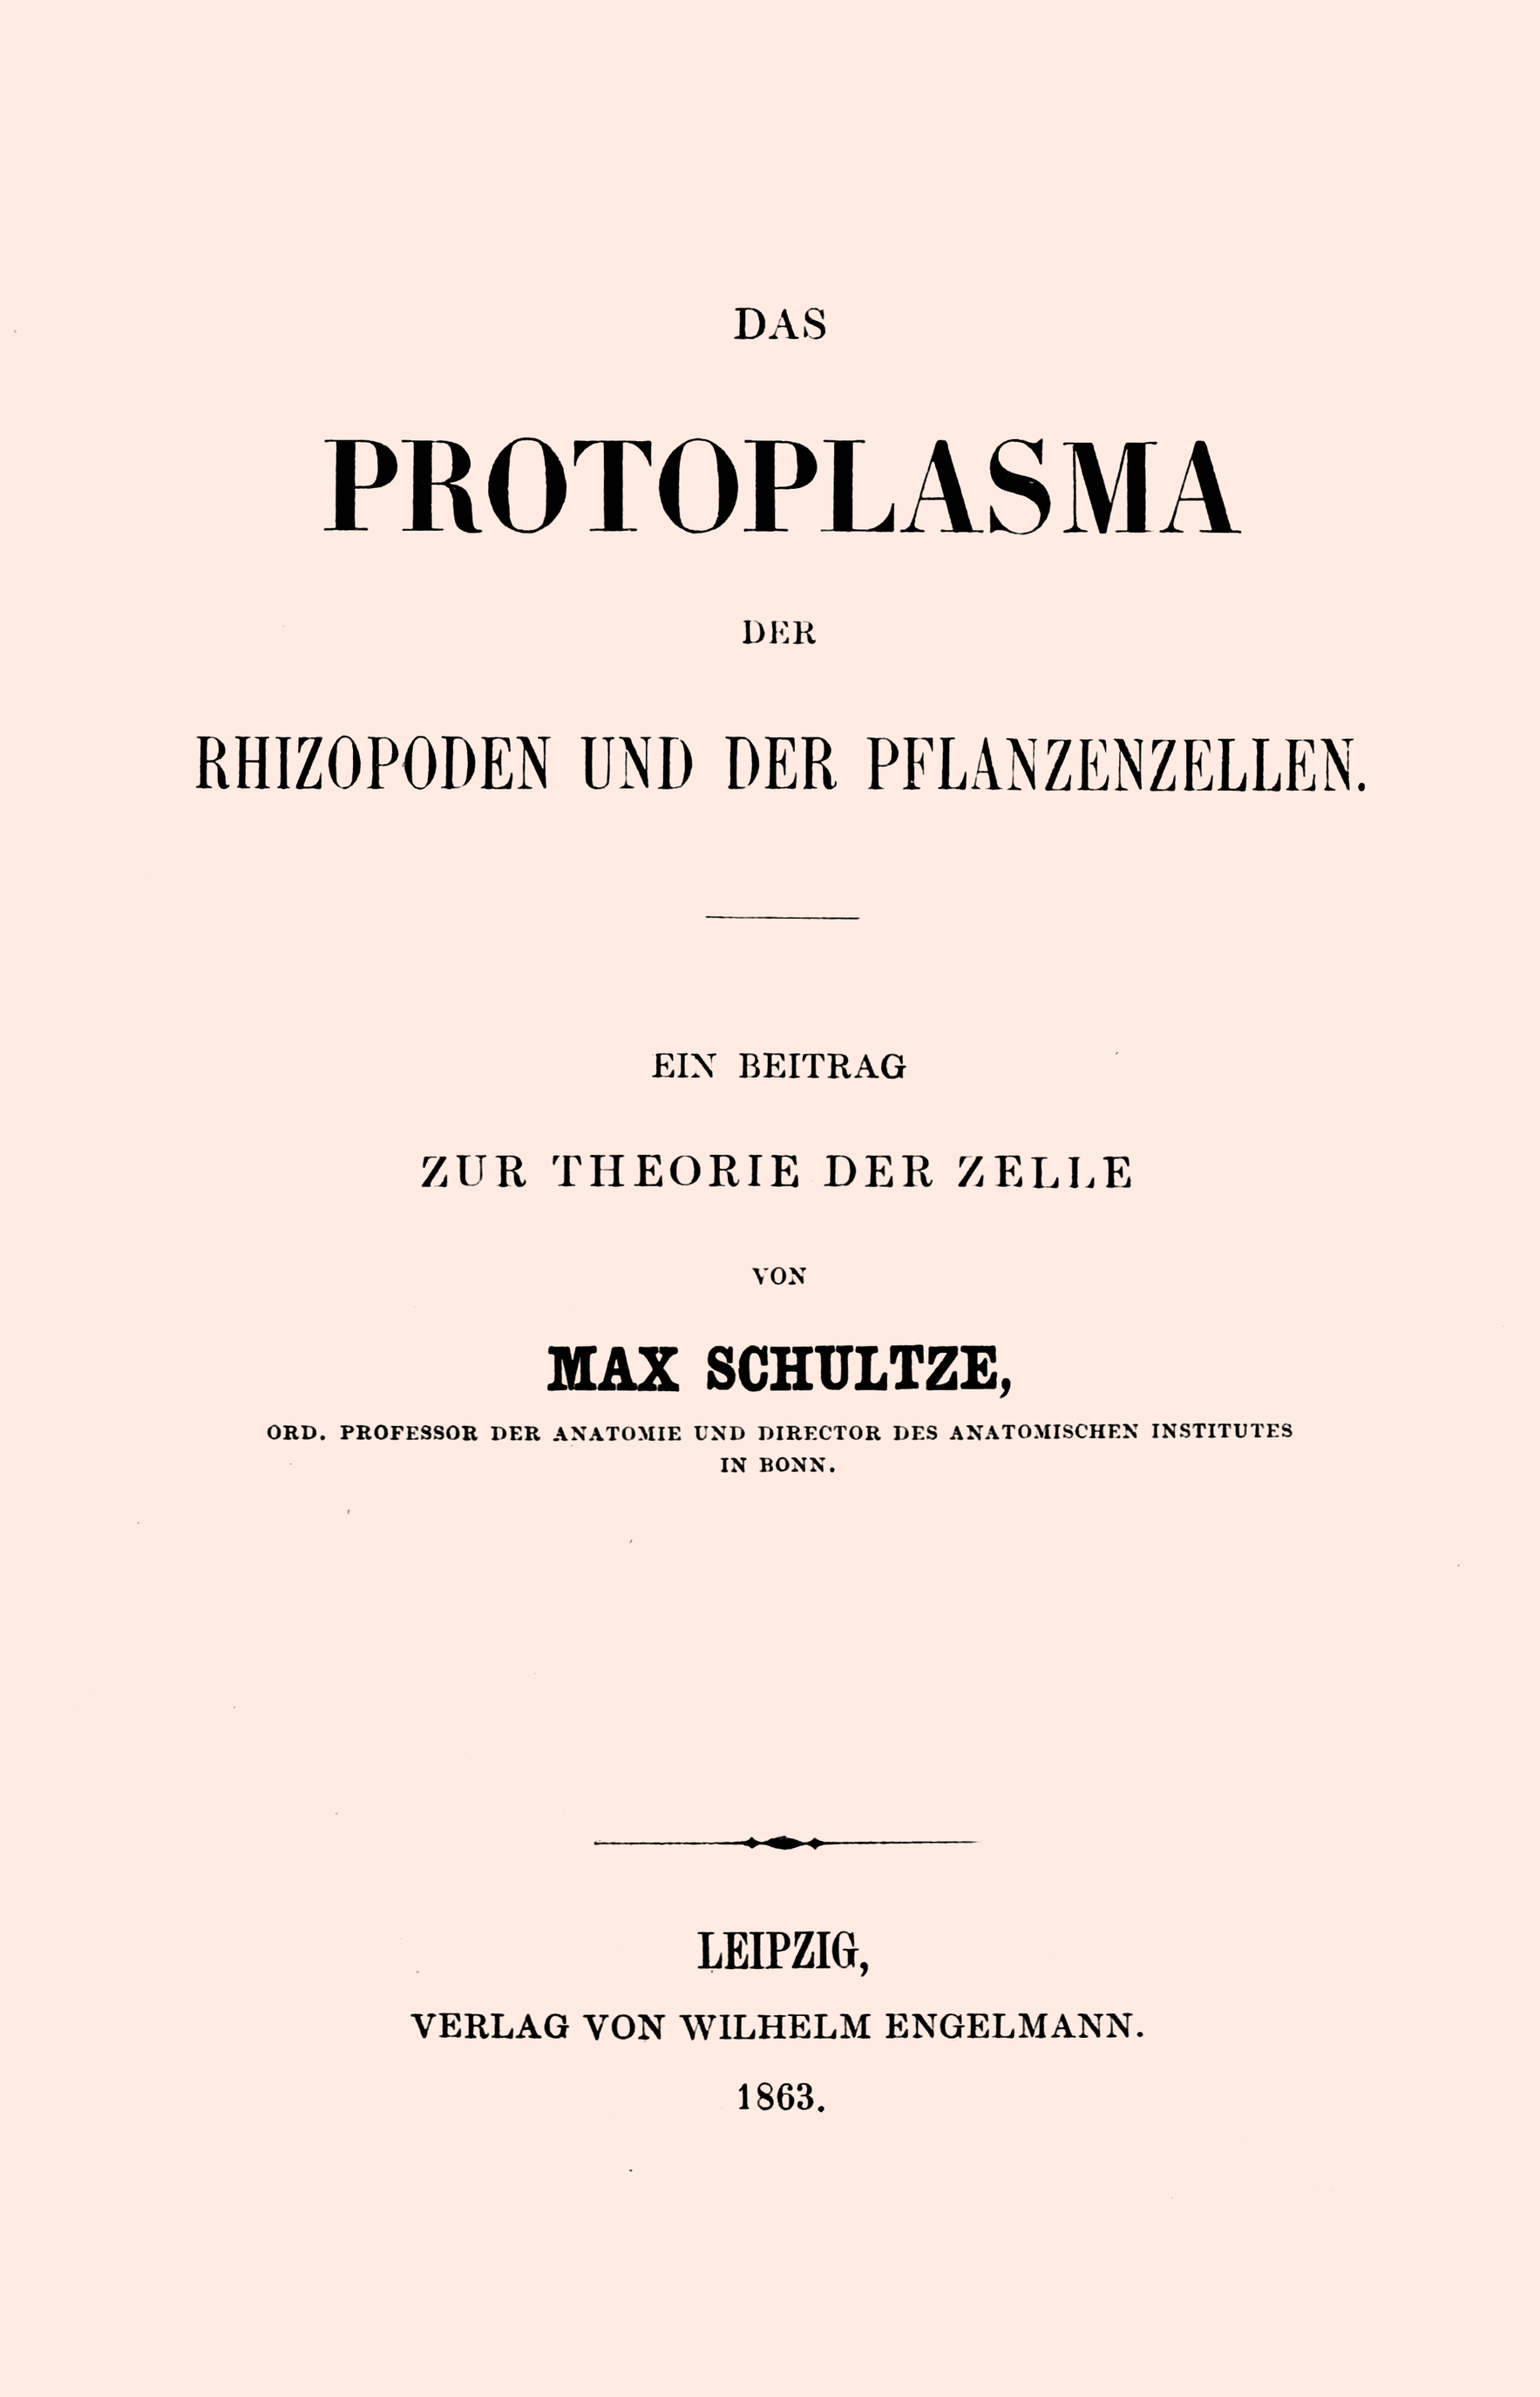 DAS
PROTOPLASMA
DER
RHIZOPODEN UND DER PFLANZENZELLEN.
EIN BEITRAG
ZUR THEORIE DER ZELLE
VON
MAX SCHULTZE,
ORD. PROFESSOR DER ANATOMIE UND DIRECTOR DES ANATOMISCHEN INSTITUTES
IN BONN.
LEIPZIG,
VERLAG VON WILHELM ENGELMANN.
1863.